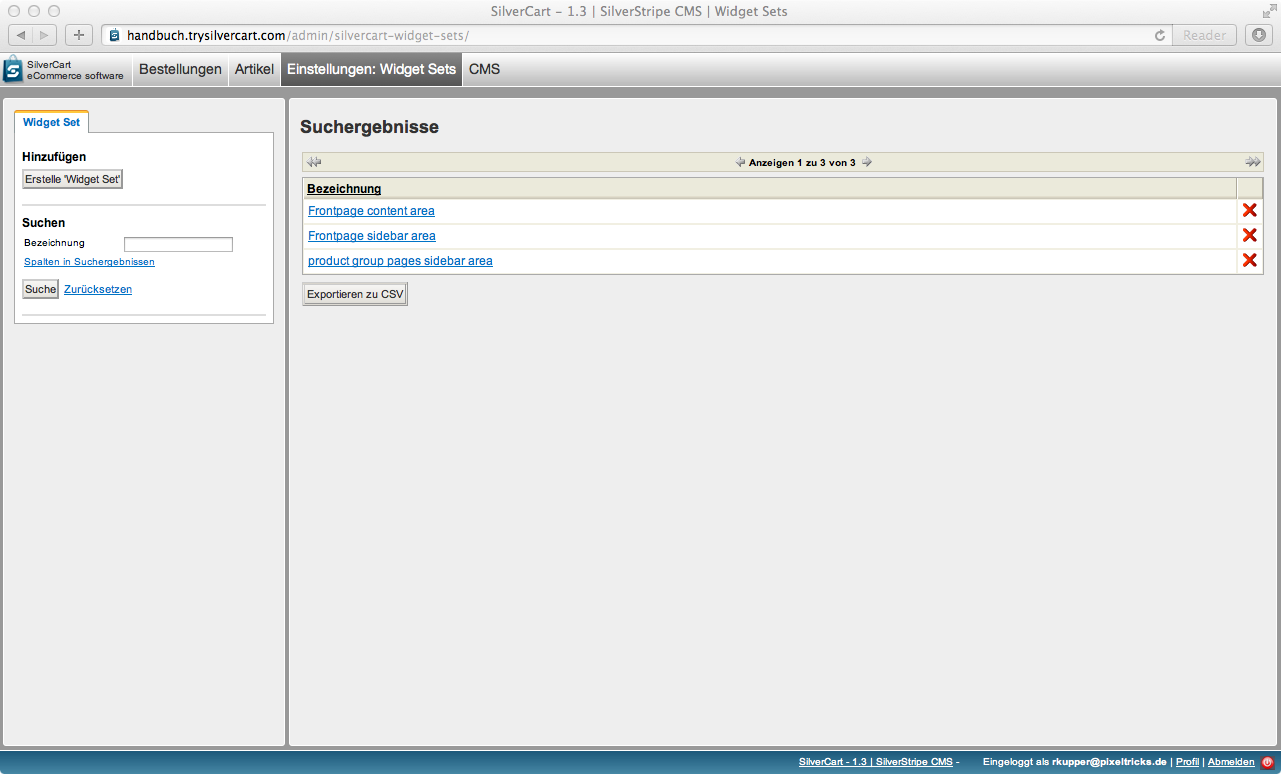 SilverCart – 1.3 | SilverStripe CMS | Widget Sets
handbuch.trysilvercart.com/admin/silvercart-widget-sets/
Reader
SilverCart
eCommerce software
Bestellungen
Artikel
Einstellungen: Widget Sets
CMS
Widget Set
Hinzufügen
Erstelle 'Widget Set'
Suchen
Bezeichnung
Spalten in Suchergebnissen
Suche
Zurücksetzen
Suchergebnisse
Anzeigen 1 zu 3 von 3
Bezeichnung
Frontpage content area
Frontpage sidebar area
product group pages sidebar area
Exportieren zu CSV
SilverCart - 1.3 | SilverStripe CMS - Eingeloggt als rkupper@pixeltricks.de | Profil | Abmelden